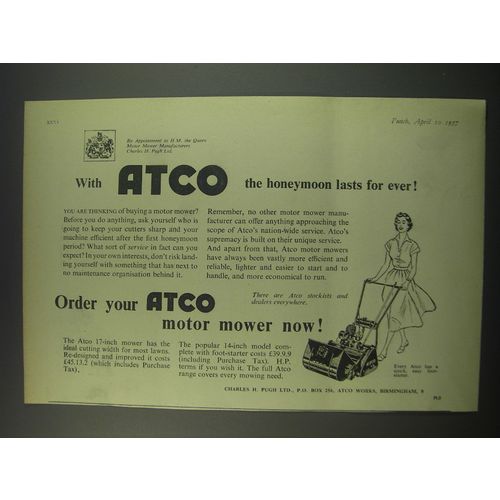 XXVI
Punch, April 10 1957
By Appointment to H.M. the Queen
Motor Mower Manufacturers
Charles H. Pugh Ltd.
With ATCO the honeymoon lasts for ever!
YOU ARE THINKING of buying a motor mower?
Before you do anything, ask yourself who is
going to keep your cutters sharp and your
machine efficient after the first honeymoon
period? What sort of service in fact can you
expect? In your own interests, don't risk land-
ing yourself with something that has next to
no maintenance organisation behind it.
Remember, no other motor mower manu-
facturer can offer anything approaching the
scope of Atco's nation-wide service. Atco's
supremacy is built on their unique service.
And apart from that, Atco motor mowers
have always been vastly more efficient and
reliable, lighter and easier to start and to
handle, and more economical to run.
Order your ATCO
motor mower now!
There are Atco stockists and
dealers everywhere.
The Atco 17-inch mower has the
ideal cutting width for most lawns.
Re-designed and improved it costs
£45.13.2 (which includes Purchase
Tax).
The popular 14-inch model com-
plete with foot-starter costs £39.9.9
(including Purchase Tax). H.P.
terms if you wish it. The full Atco
range covers every mowing need.
Every Atco has a
quick, easy foot-
starter.
CHARLES H. PUGH LTD., P.O. BOX 256, ATCO WORKS, BIRMINGHAM, 9